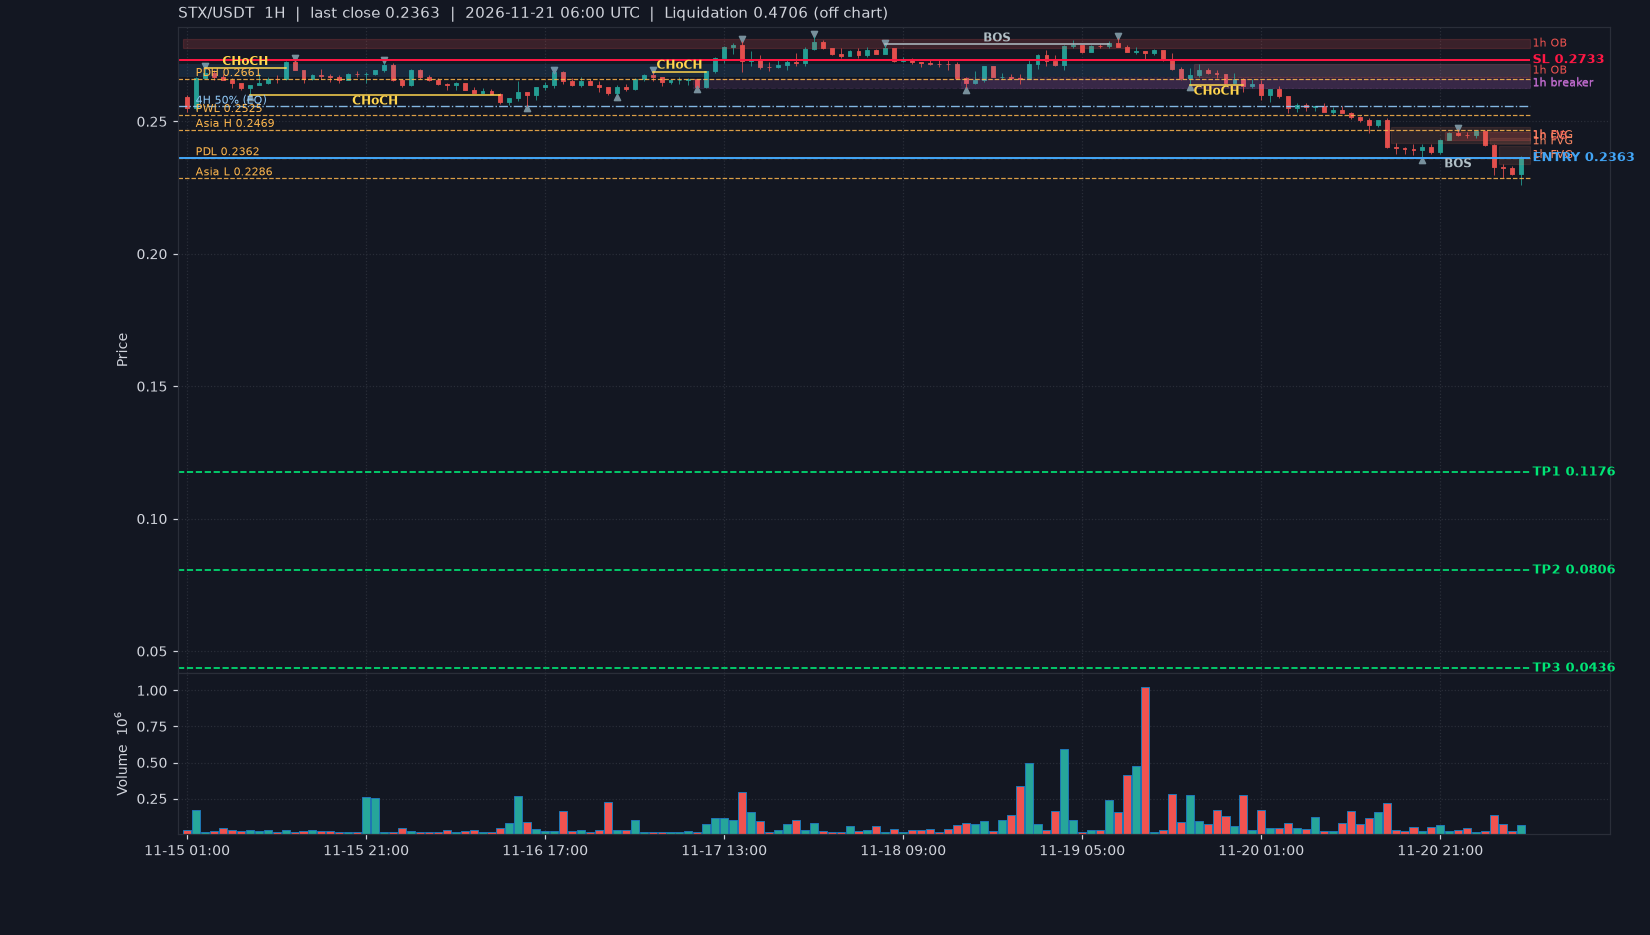 STX/USDT 1H | last close 0.2363 | 2026-11-21 06:00 UTC | Liquidation 0.4706 (off chart)
BOS
1h OB
SL 0.2733
CHoCH
CHoCH
1h OB
PDH 0.2661
1h breaker
CHoCH
4H 50% (EQ)
CHoCH
PWL 0.2525
0.25
Asia H 0.2469
1h FVG
1h FVG
PDL 0.2362
1h FVG
ENTRY 0.2363
BOS
Asia L 0.2286
0.20
0.15
Price
TP1 0.1176
0.10
TP2 0.0806
0.05
TP3 0.0436
1.00
0.75
0.50
0.25
Volume 10⁶
11-15 01:00
11-15 21:00
11-16 17:00
11-17 13:00
11-18 09:00
11-19 05:00
11-20 01:00
11-20 21:00